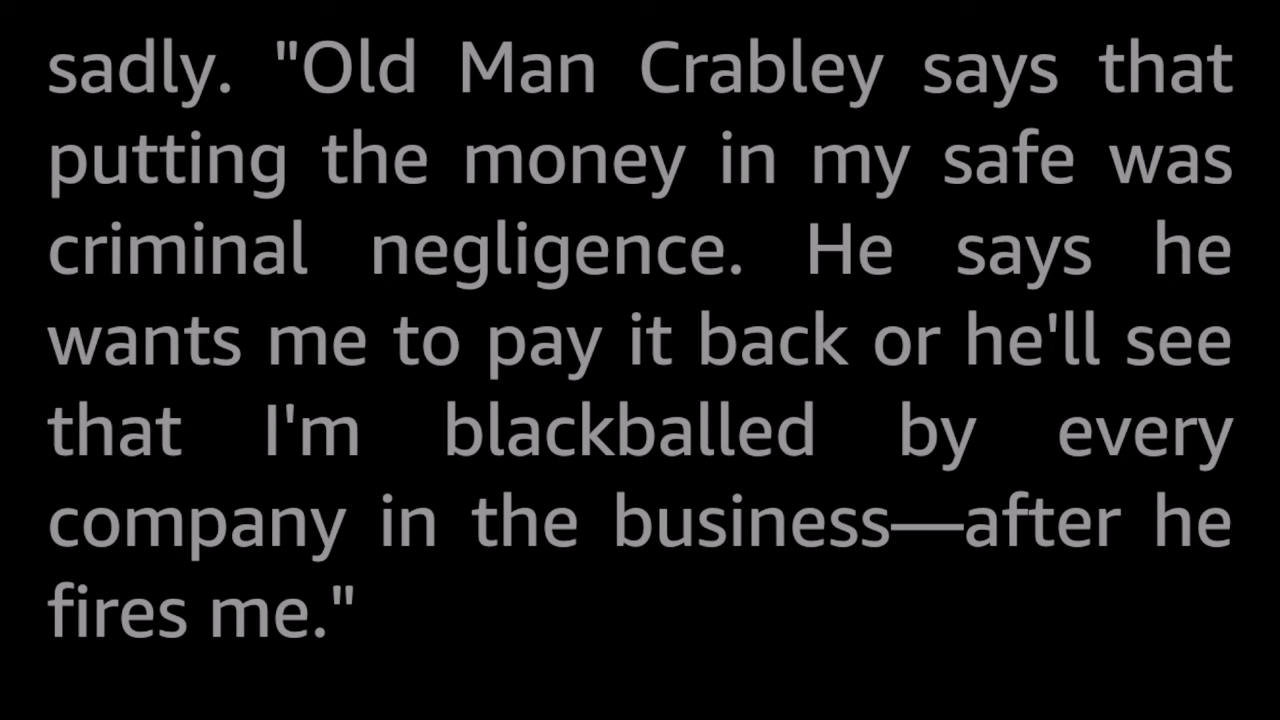 sadly. "Old Man Crabley says that
putting the money in my safe was
criminal negligence. He says he
wants me to pay it back or he'll see
that I'm blackballed by every
company in the business—after he
fires me."